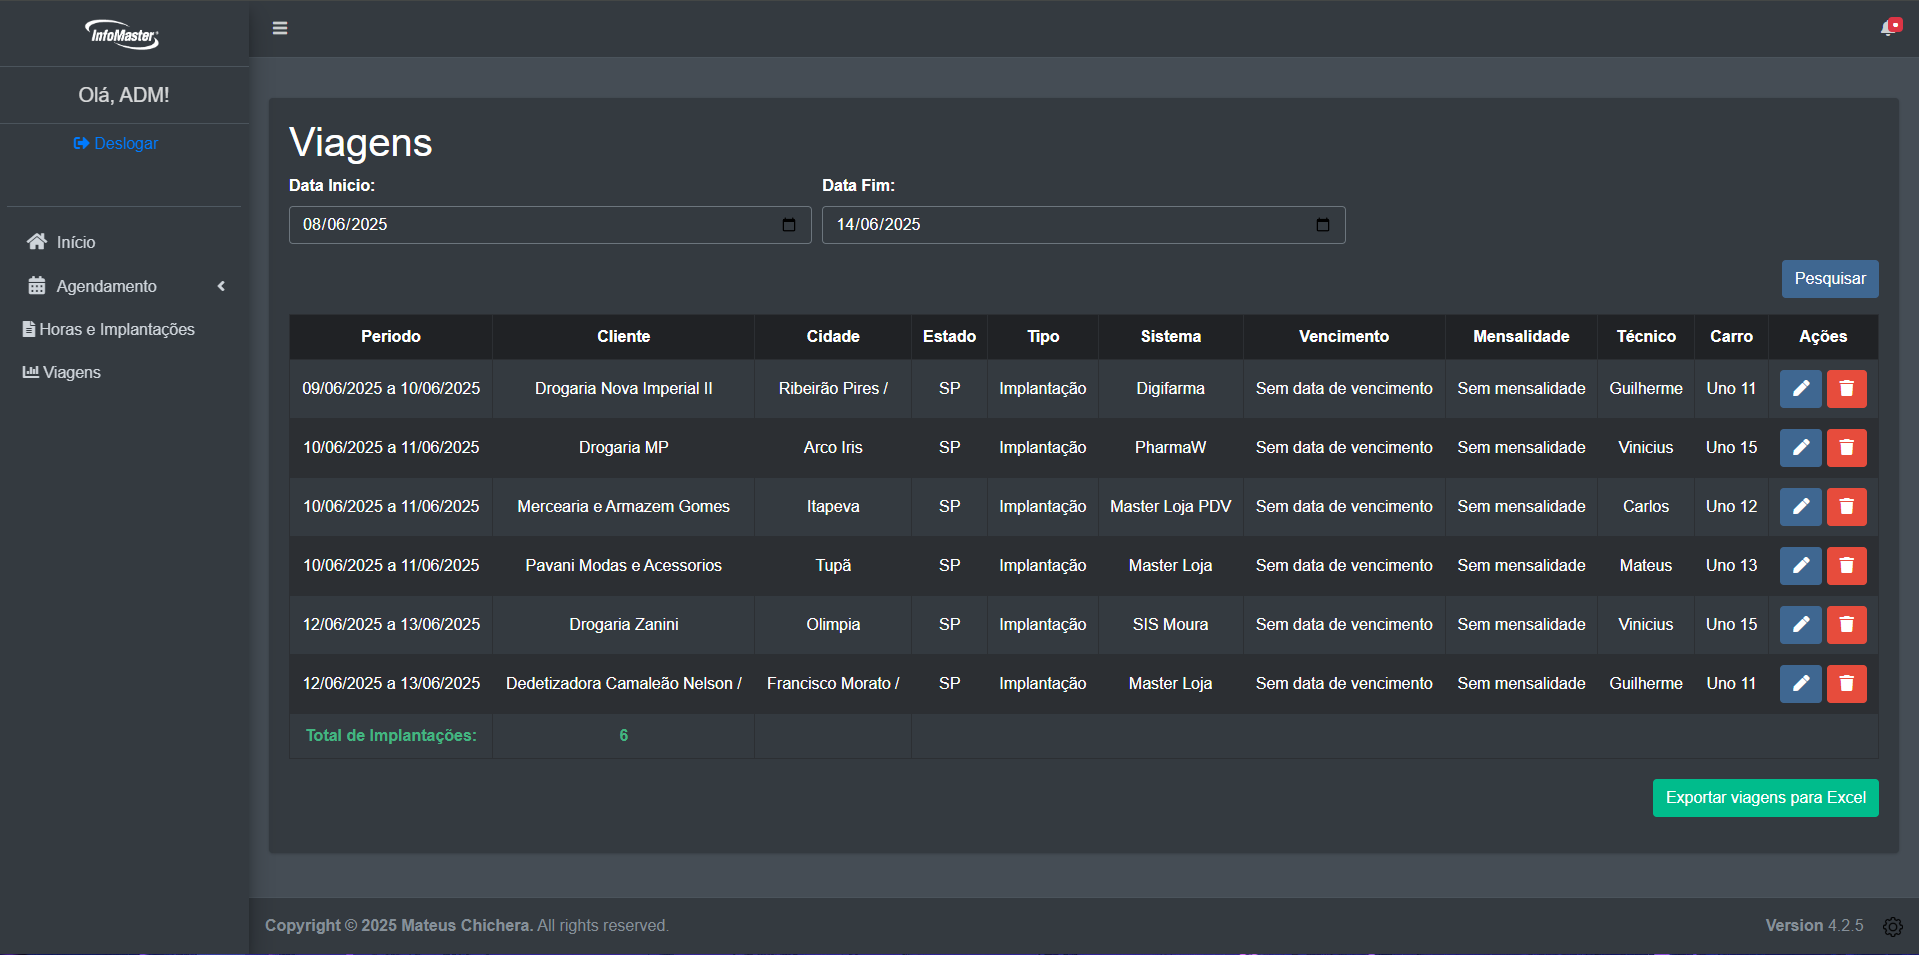 InfoMaster
Olá, ADM!
Deslogar
Início
Agendamento
Horas e Implantações
Viagens
Viagens
Data Inicio: Data Fim:
08/06/2025 14/06/2025
Pesquisar
Periodo Cliente Cidade Estado Tipo Sistema Vencimento Mensalidade Técnico Carro Ações
09/06/2025 a 10/06/2025 Drogaria Nova Imperial II Ribeirão Pires / SP Implantação Digifarma Sem data de vencimento Sem mensalidade Guilherme Uno 11
10/06/2025 a 11/06/2025 Drogaria MP Arco Iris SP Implantação PharmaW Sem data de vencimento Sem mensalidade Vinicius Uno 15
10/06/2025 a 11/06/2025 Mercearia e Armazem Gomes Itapeva SP Implantação Master Loja PDV Sem data de vencimento Sem mensalidade Carlos Uno 12
10/06/2025 a 11/06/2025 Pavani Modas e Acessorios Tupã SP Implantação Master Loja Sem data de vencimento Sem mensalidade Mateus Uno 13
12/06/2025 a 13/06/2025 Drogaria Zanini Olimpia SP Implantação SIS Moura Sem data de vencimento Sem mensalidade Vinicius Uno 15
12/06/2025 a 13/06/2025 Dedetizadora Camaleão Nelson / Francisco Morato / SP Implantação Master Loja Sem data de vencimento Sem mensalidade Guilherme Uno 11
Total de Implantações: 6
Exportar viagens para Excel
Copyright © 2025 Mateus Chichera. All rights reserved. Version 4.2.5